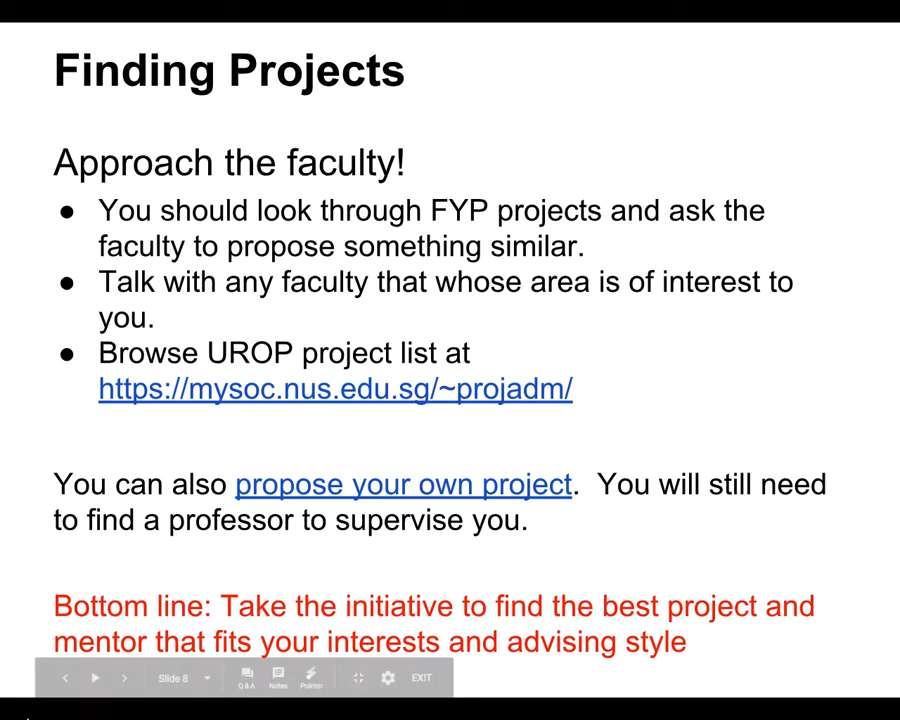 Finding Projects
Approach the faculty!
● You should look through FYP projects and ask the
faculty to propose something similar.
● Talk with any faculty that whose area is of interest to
you.
● Browse UROP project list at
https://mysoc.nus.edu.sg/~projadm/
You can also propose your own project.  You will still need
to find a professor to supervise you.
Bottom line: Take the initiative to find the best project and
mentor that fits your interests and advising style
Slide 8
Q&A Notes Pointer
EXIT